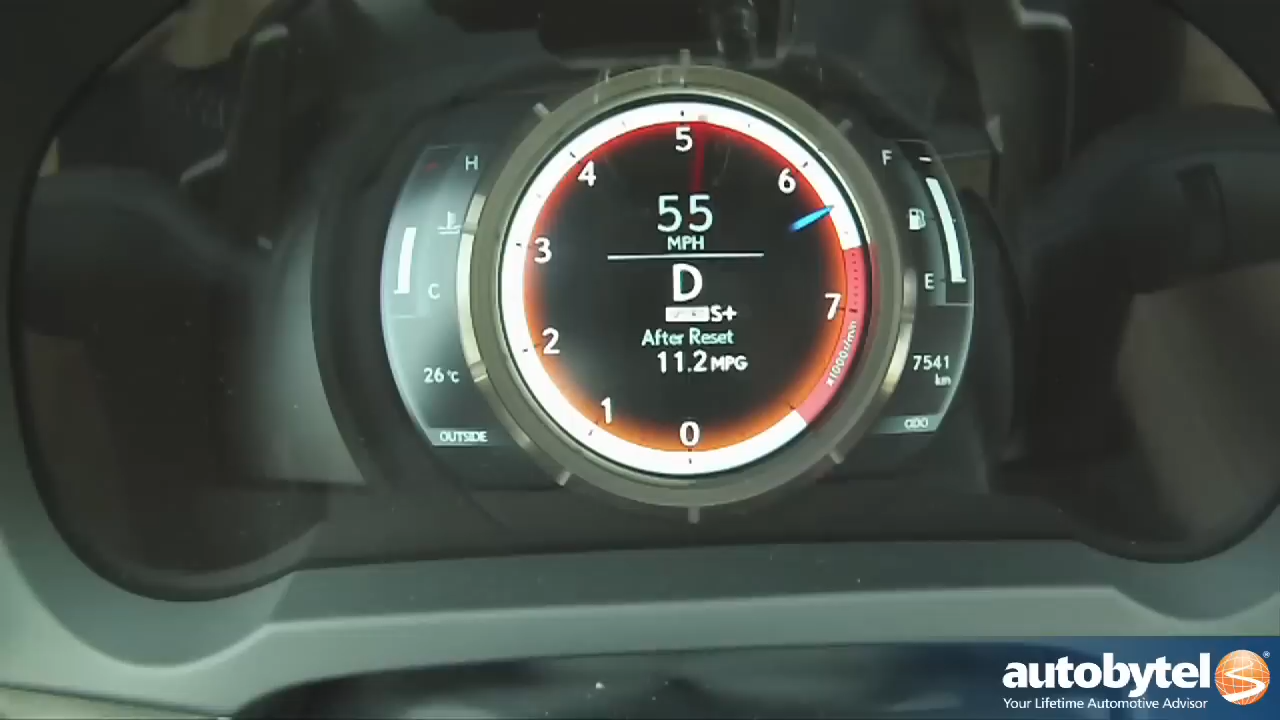 5
4
6
3
7
2
1
0
x1000r/min
55
MPH
D
S+
After Reset
11.2 MPG
H
C
26°C
OUTSIDE
F
E
7541
km
ODO
autobytel®
Your Lifetime Automotive Advisor